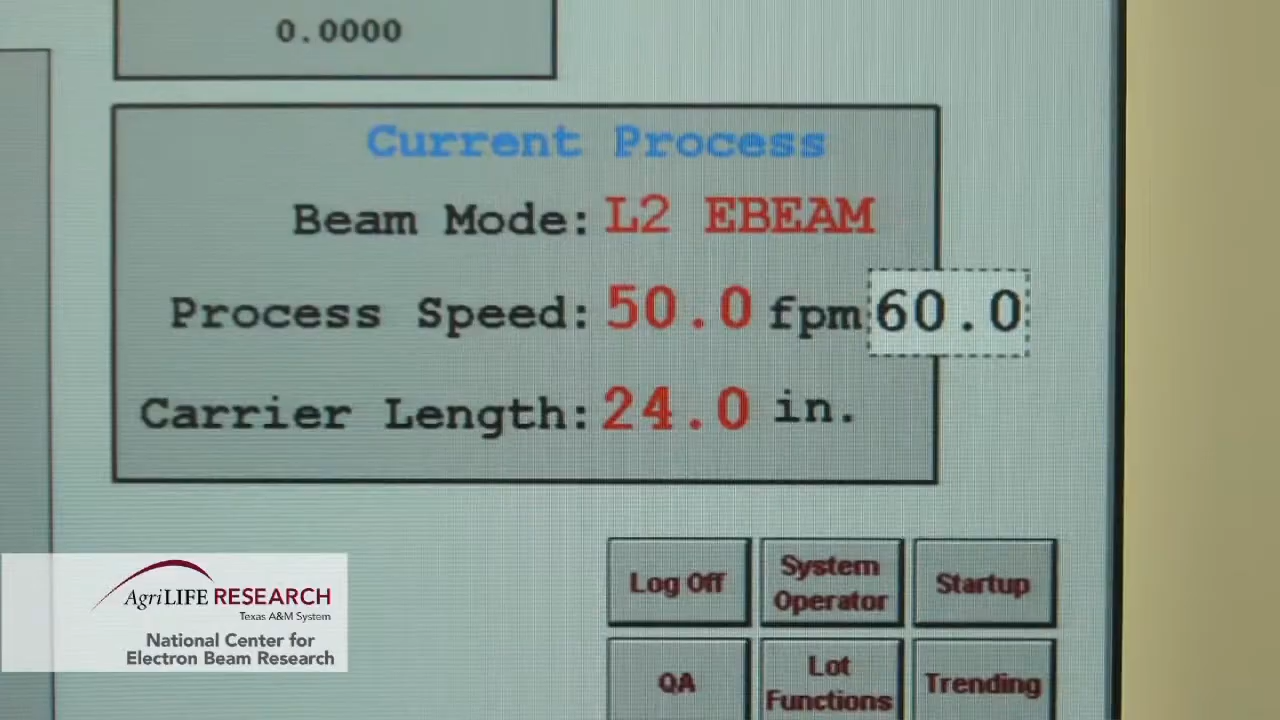 0.0000
Current Process
Beam Mode: L2 EBEAM
Process Speed: 50.0 fpm 60.0
Carrier Length: 24.0 in.
Log Off
System
Operator
Startup
QA
Lot
Functions
Trending
AgriLIFE RESEARCH
Texas A&M System
National Center for
Electron Beam Research